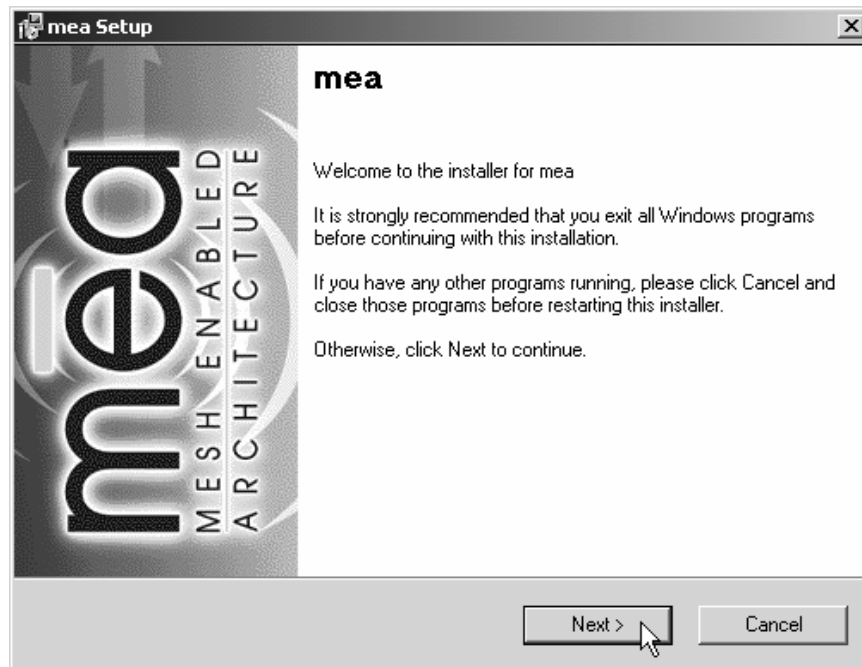 mea Setup
mea
Welcome to the installer for mea
It is strongly recommended that you exit all Windows programs
before continuing with this installation.
If you have any other programs running, please click Cancel and
close those programs before restarting this installer.
Otherwise, click Next to continue.
mēa
MESH ENABLED
ARCHITECTURE
Next >
Cancel